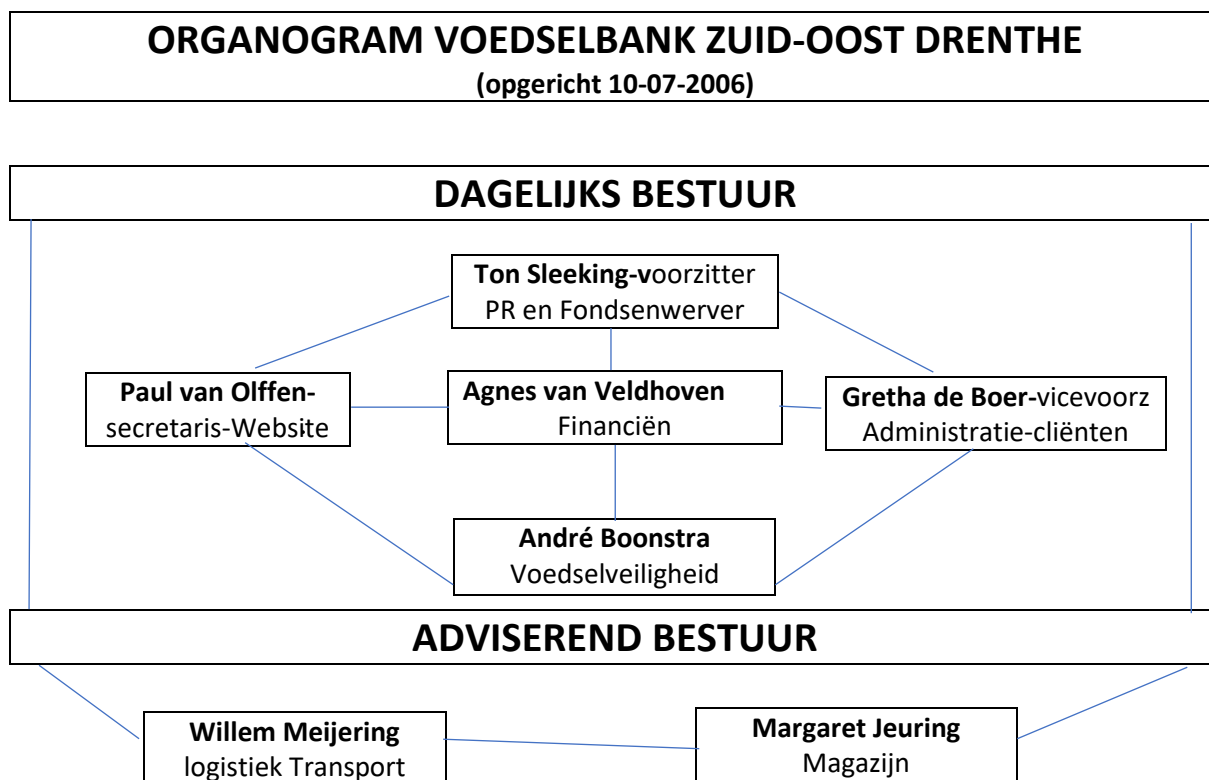 ORGANOGRAM VOEDSELBANK ZUID-OOST DRENTHE
(opgericht 10-07-2006)
DAGELIJKS BESTUUR
Ton Sleeking-voorzitter
PR en Fondsenwerver
Paul van Olffen-
secretaris-Website
Agnes van Veldhoven
Financiën
Gretha de Boer-vicevoorz
Administratie-cliënten
André Boonstra
Voedselveiligheid
ADVISEREND BESTUUR
Willem Meijering
logistiek Transport
Margaret Jeuring
Magazijn